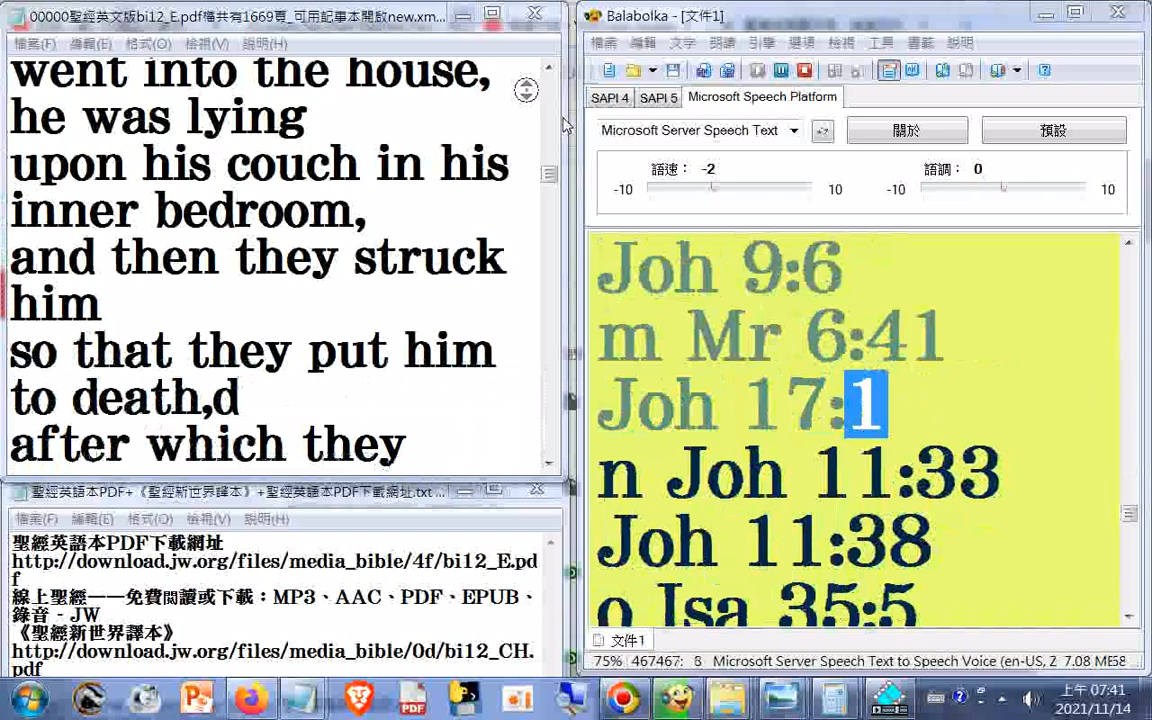 00000聖經英文版bi12_E.pdf檔共有1669頁_可用記事本開啟new.xm...
檔案(F) 編輯(E) 格式(O) 檢視(V) 說明(H)
went into the house,
he was lying
upon his couch in his
inner bedroom,
and then they struck
him
so that they put him
to death,d
after which they
聖經英語本PDF+《聖經新世界譯本》+聖經英語本PDF下載網址.txt ...
檔案(F) 編輯(E) 格式(O) 檢視(V) 說明(H)
聖經英語本PDF下載網址
http://download.jw.org/files/media_bible/4f/bi12_E.pd
f
線上聖經——免費閱讀或下載：MP3、AAC、PDF、EPUB、
錄音 - JW
《聖經新世界譯本》
http://download.jw.org/files/media_bible/0d/bi12_CH.
pdf
Balabolka - [文件1]
檔案 編輯 文字 朗讀 引擎 選項 檢視 工具 書籤 說明
SAPI 4 SAPI 5 Microsoft Speech Platform
Microsoft Server Speech Text 關於 預設
語速： -2 語調： 0
-10 10 -10 10
Joh 9:6
m Mr 6:41
Joh 17:1
n Joh 11:33
Joh 11:38
o Isa 35:5
文件1
75% 467467: 8 Microsoft Server Speech Text to Speech Voice (en-US, Z 7.08 ME58
上午 07:41
2021/11/14